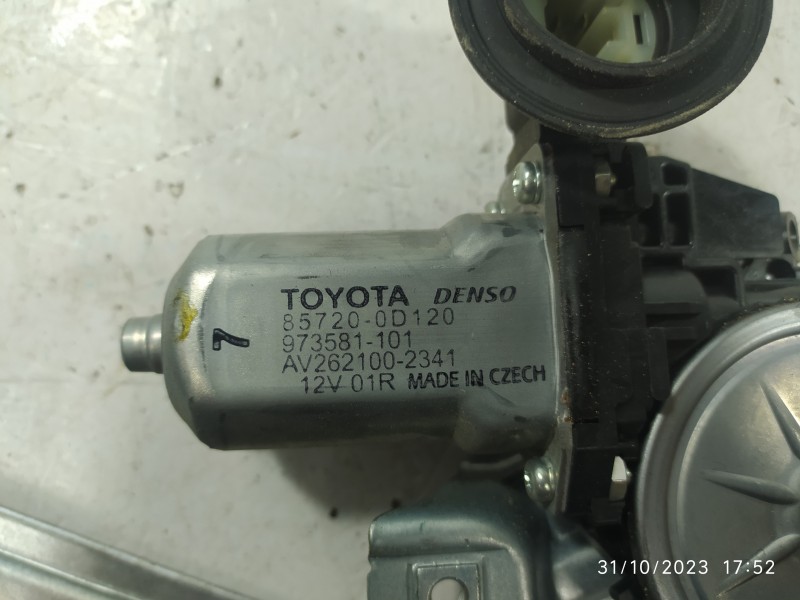 TOYOTA DENSO
85720-0D120
973581-101
AV262100-2341
12V 01R MADE IN CZECH
7
31/10/2023 17:52